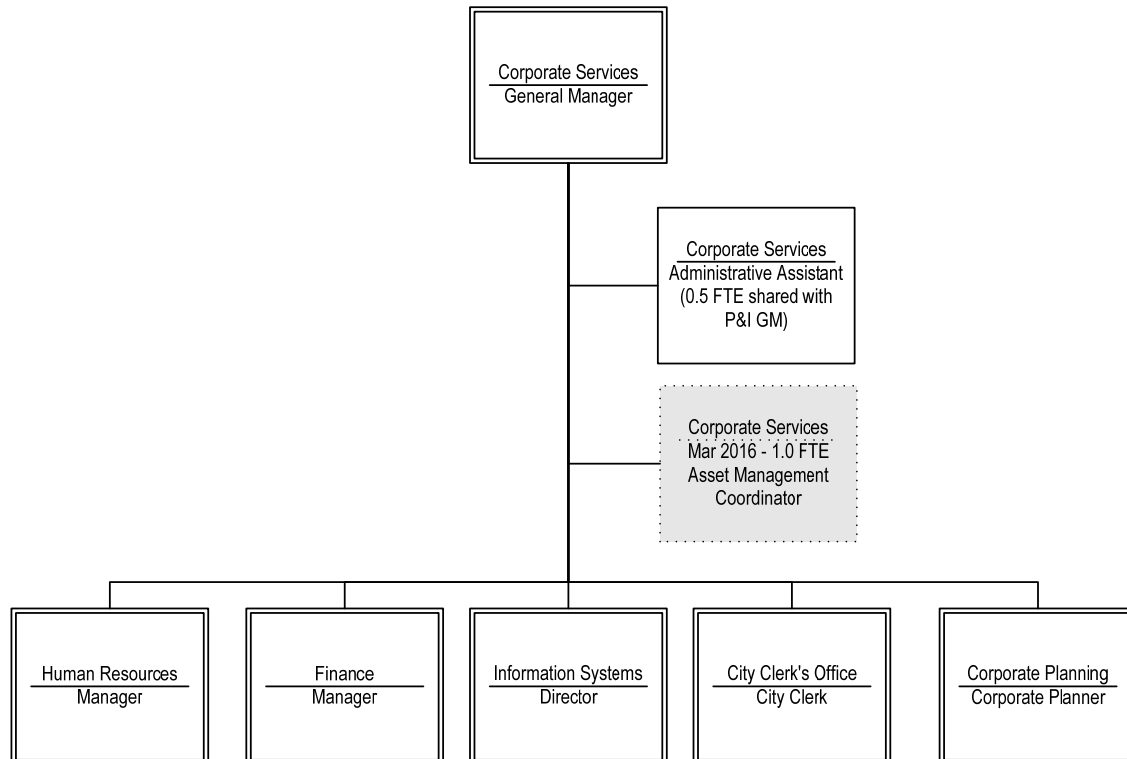 Corporate Services
General Manager
Corporate Services
Administrative Assistant
(0.5 FTE shared with
P&I GM)
Corporate Services
Mar 2016 - 1.0 FTE
Asset Management
Coordinator
Human Resources
Manager
Finance
Manager
Information Systems
Director
City Clerk's Office
City Clerk
Corporate Planning
Corporate Planner